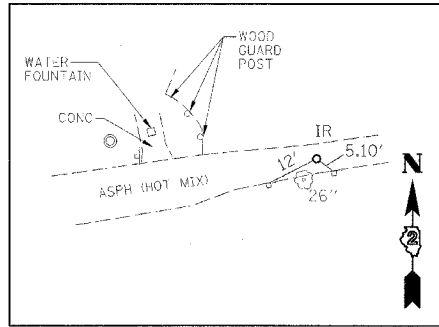 WOOD
GUARD
POST
WATER
FOUNTAIN
CONC
IR
12'
5.10'
N
ASPH (HOT MIX)
26"
2